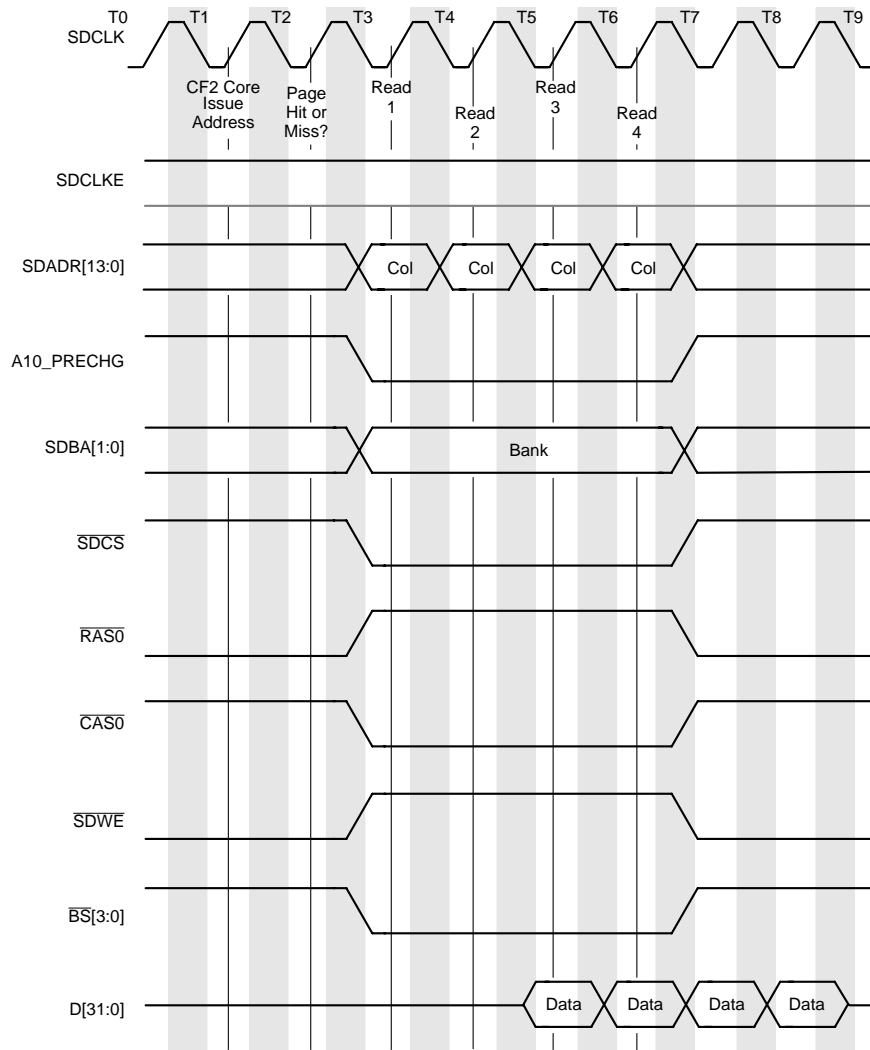 T0 T1 T2 T3 T4 T5 T6 T7 T8 T9
SDCLK
CF2 Core
Issue
Address
Page
Hit or
Miss?
Read
1
Read
2
Read
3
Read
4
SDCLKE
SDADR[13:0] Col Col Col Col
A10_PRECHG
SDBA[1:0] Bank
SDCS
RAS0
CAS0
SDWE
BS[3:0]
D[31:0] Data Data Data Data